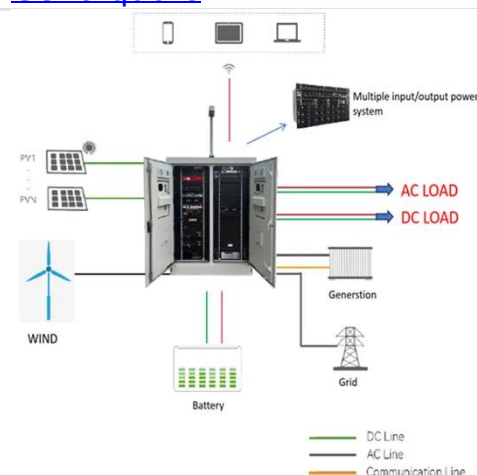 Multiple input/output power
system
PV1
PVN
AC LOAD
DC LOAD
Generstion
WIND
Grid
Battery
DC Line
AC Line
Communication Line